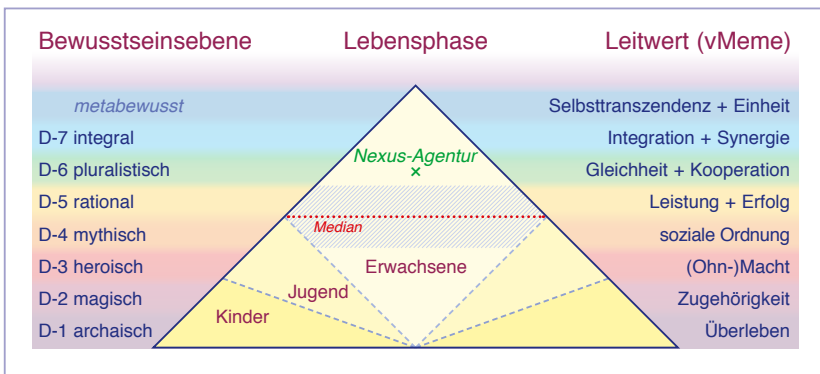 Bewusstseinsebene Lebensphase Leitwert (vMeme)
metabewusst Selbsttranszendenz + Einheit
D-7 integral Integration + Synergie
Nexus-Agentur
D-6 pluralistisch × Gleichheit + Kooperation
D-5 rational Leistung + Erfolg
Median
D-4 mythisch soziale Ordnung
D-3 heroisch Erwachsene (Ohn-)Macht
Jugend
D-2 magisch Zugehörigkeit
Kinder
D-1 archaisch Überleben